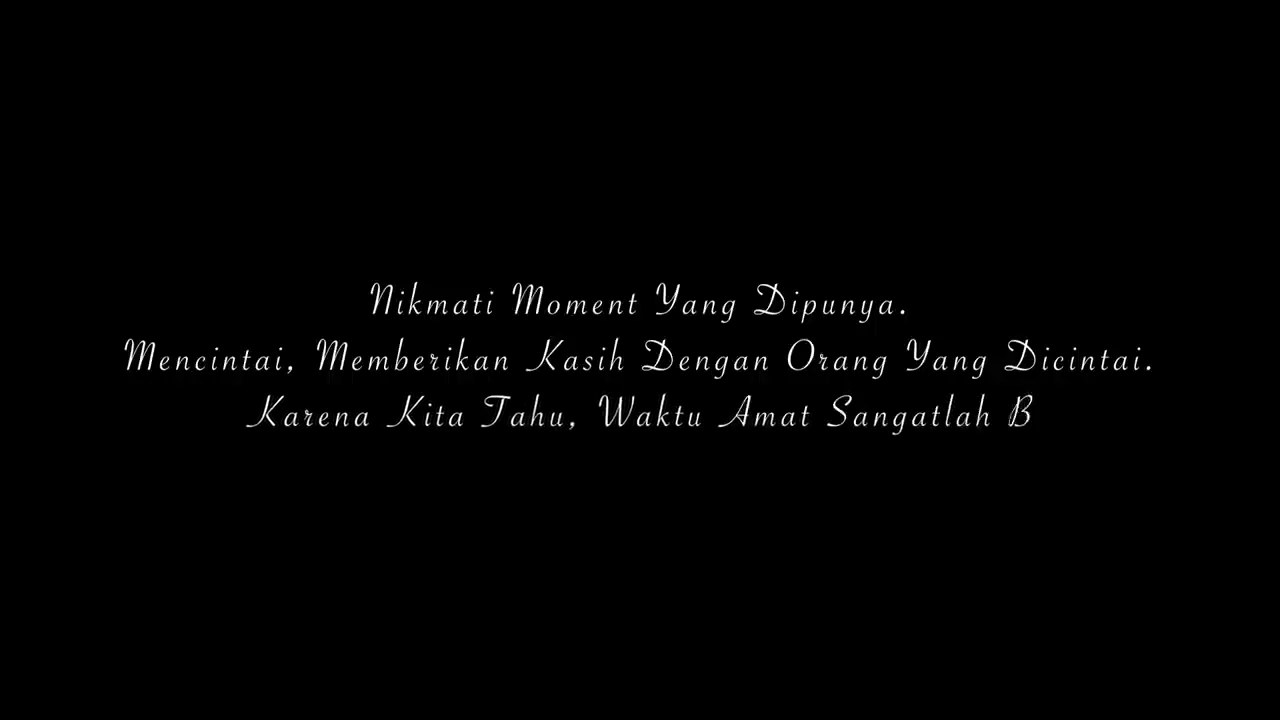 Nikmati Moment Yang Dipunya.
Mencintai, Memberikan Kasih Dengan Orang Yang Dicintai.
Karena Kita Tahu, Waktu Amat Sangatlah B